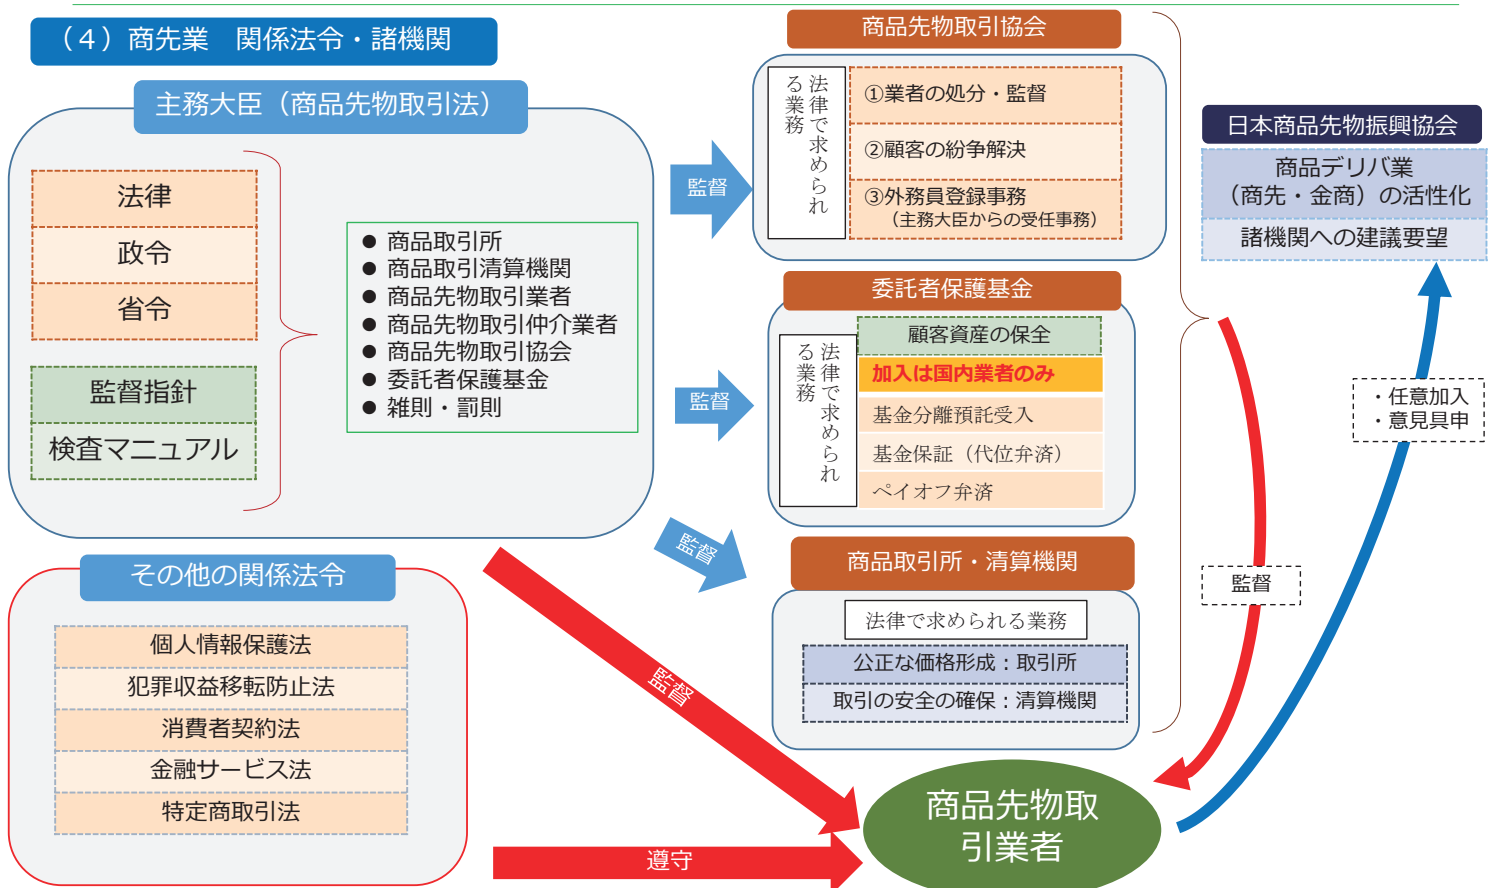 （４）商先業　関係法令・諸機関
主務大臣（商品先物取引法）
法律
政令
省令
監督指針
検査マニュアル
● 商品取引所
● 商品取引清算機関
● 商品先物取引業者
● 商品先物取引仲介業者
● 商品先物取引協会
● 委託者保護基金
● 雑則・罰則
その他の関係法令
個人情報保護法
犯罪収益移転防止法
消費者契約法
金融サービス法
特定商取引法
監督
監督
監督
監督
遵守
商品先物取引協会
法律で求められ
る業務
①業者の処分・監督
②顧客の紛争解決
③外務員登録事務
（主務大臣からの受任事務）
委託者保護基金
法律で求められ
る業務
顧客資産の保全
加入は国内業者のみ
基金分離預託受入
基金保証（代位弁済）
ペイオフ弁済
商品取引所・清算機関
法律で求められる業務
公正な価格形成：取引所
取引の安全の確保：清算機関
商品先物取
引業者
監督
日本商品先物振興協会
商品デリバ業
（商先・金商）の活性化
諸機関への建議要望
・任意加入
・意見具申